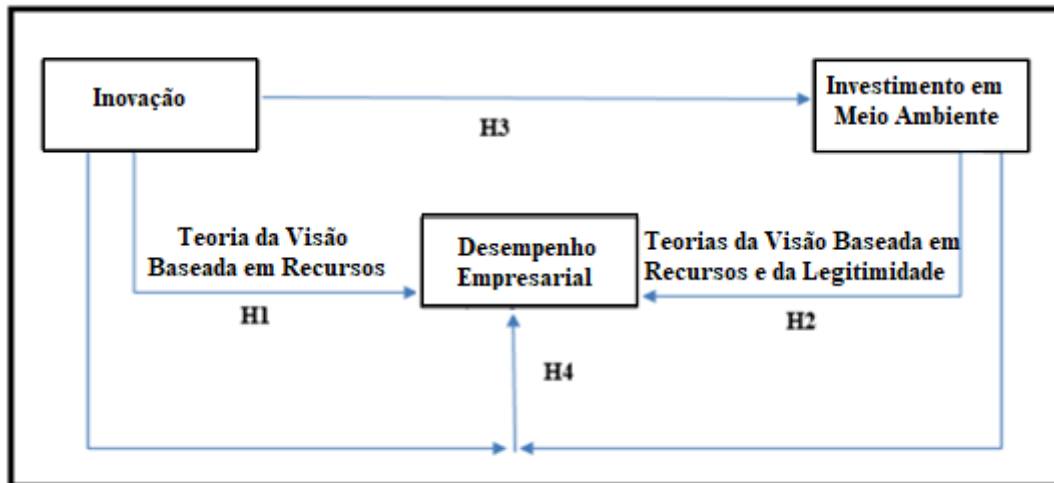 Inovação
Investimento em
Meio Ambiente
H3
Teoria da Visão
Baseada em Recursos
H1
Desempenho
Empresarial
Teorias da Visão Baseada em
Recursos e da Legitimidade
H2
H4